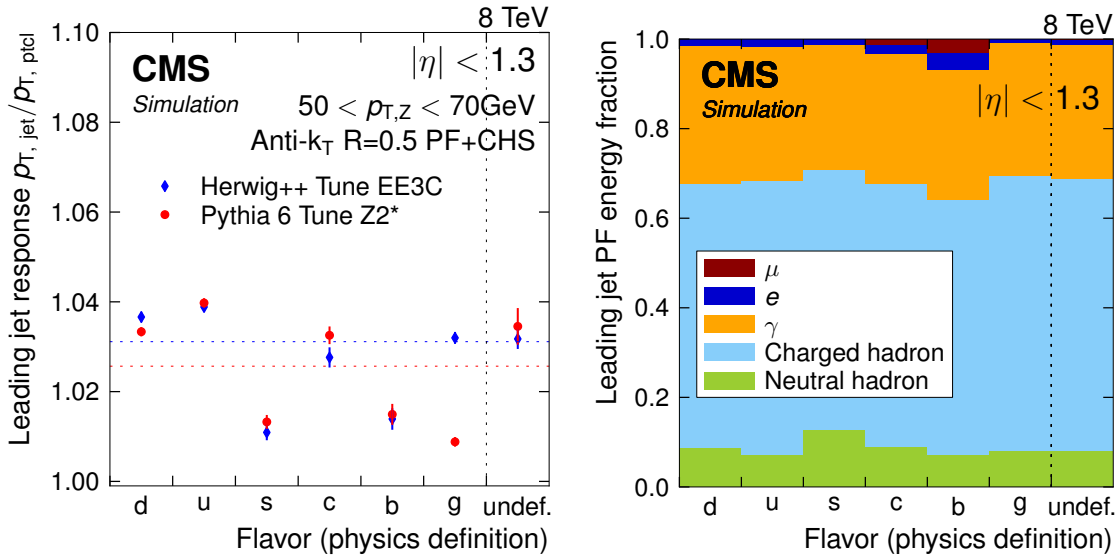 8 TeV
CMS
Simulation
|η| < 1.3
50 < p_T,Z < 70GeV
Anti-k_T R=0.5 PF+CHS
Herwig++ Tune EE3C
Pythia 6 Tune Z2*
Leading jet response p_T, jet/p_T, ptcl
1.10
1.08
1.06
1.04
1.02
1.00
d u s c b g undef.
Flavor (physics definition)
8 TeV
CMS
Simulation
|η| < 1.3
Leading jet PF energy fraction
1.0
0.8
0.6
0.4
0.2
0.0
μ
e
γ
Charged hadron
Neutral hadron
d u s c b g undef.
Flavor (physics definition)